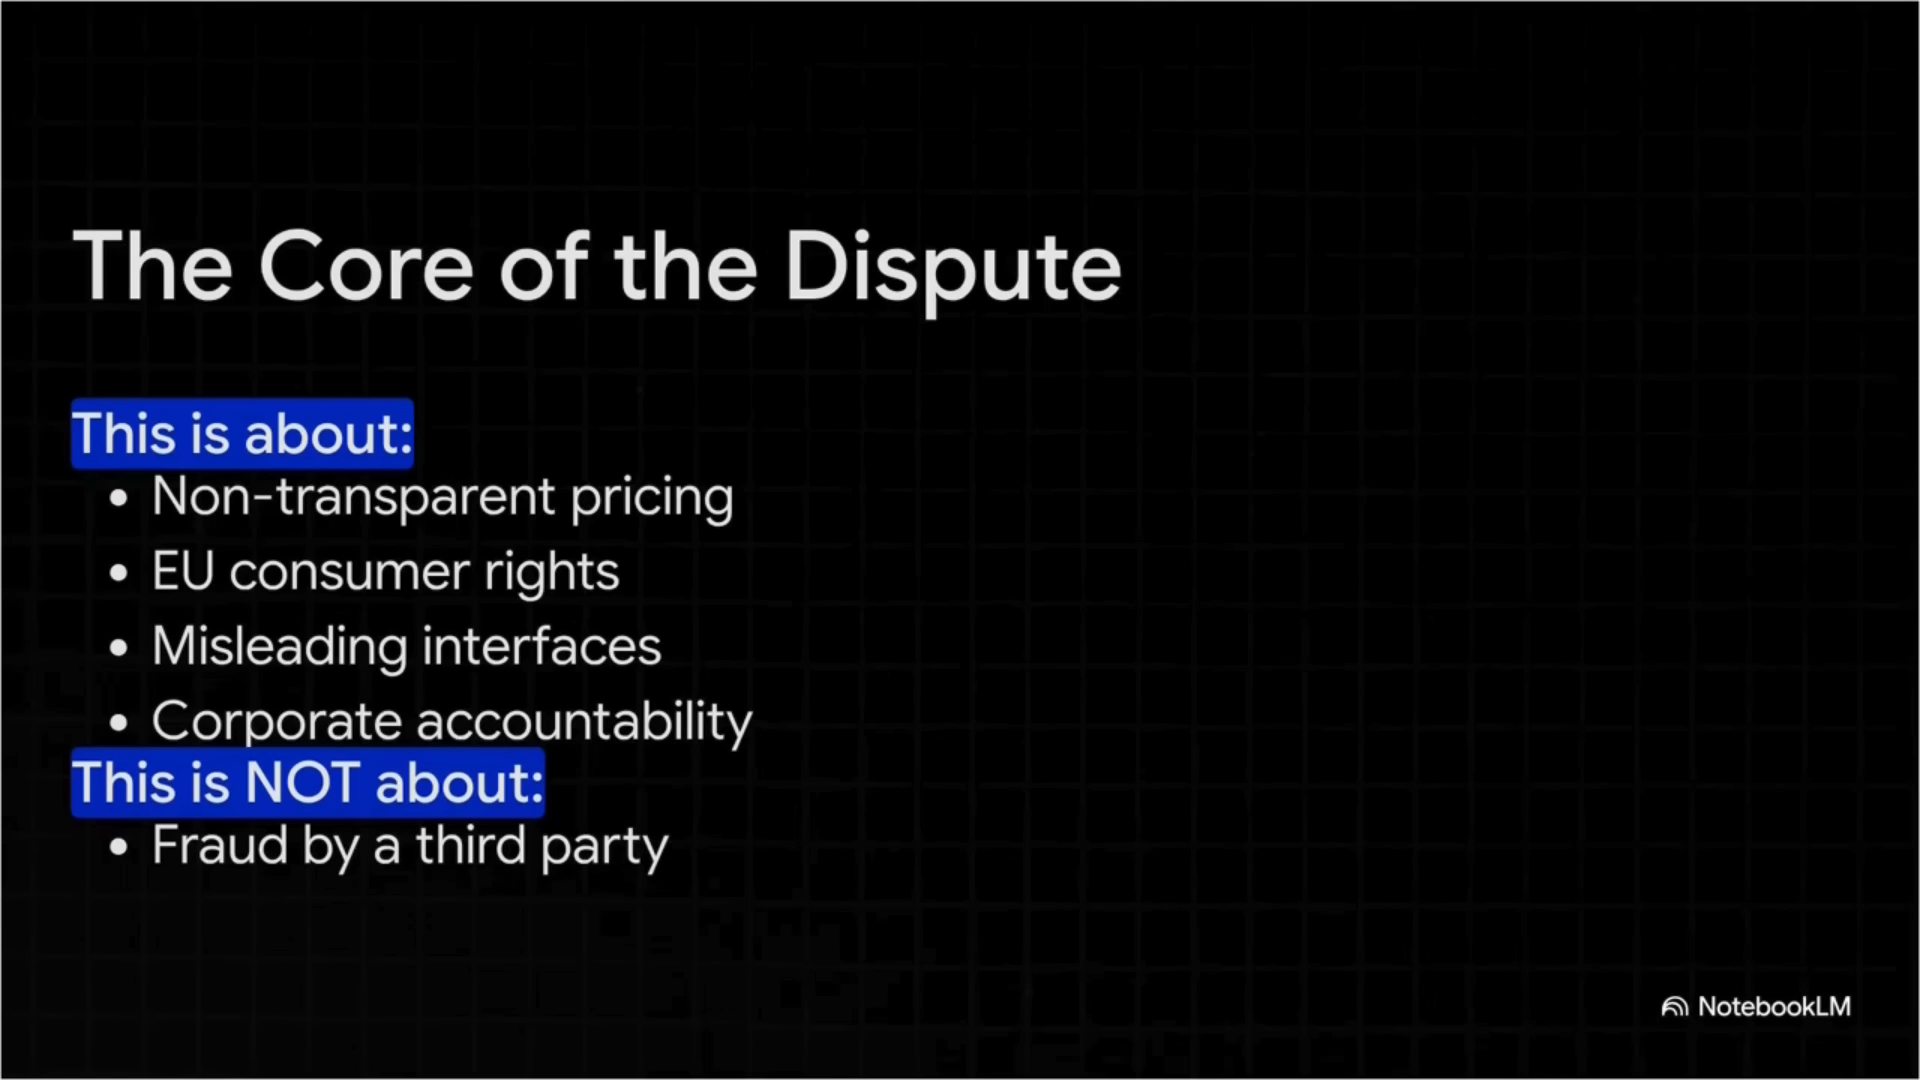 The Core of the Dispute
This is about:
• Non-transparent pricing
• EU consumer rights
• Misleading interfaces
• Corporate accountability
This is NOT about:
• Fraud by a third party
NotebookLM